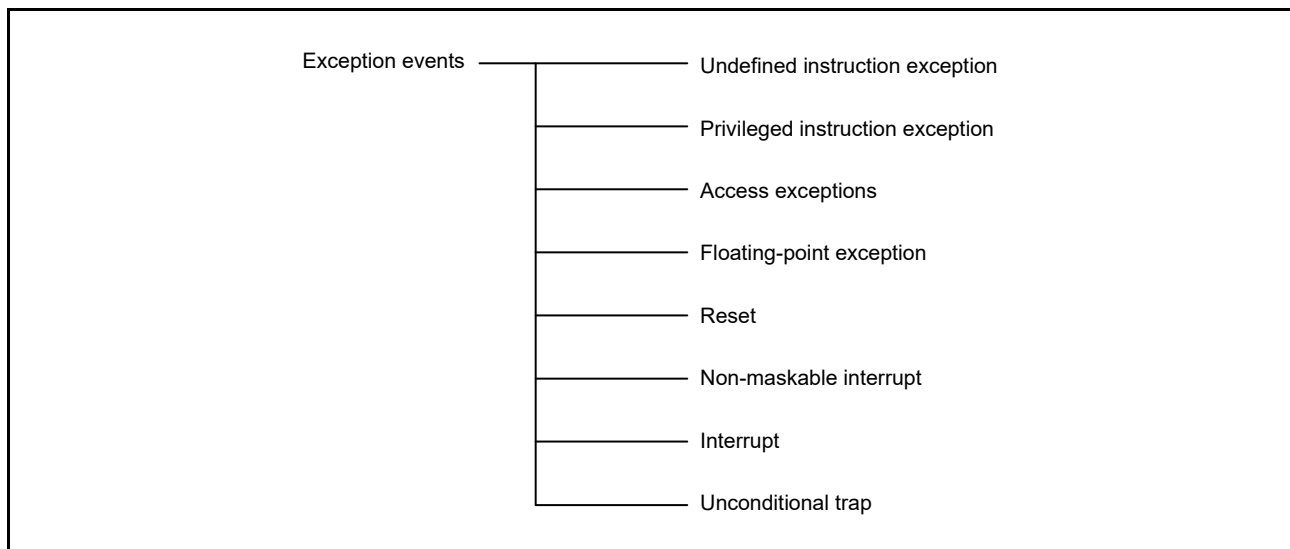 Exception events
Undefined instruction exception
Privileged instruction exception
Access exceptions
Floating-point exception
Reset
Non-maskable interrupt
Interrupt
Unconditional trap